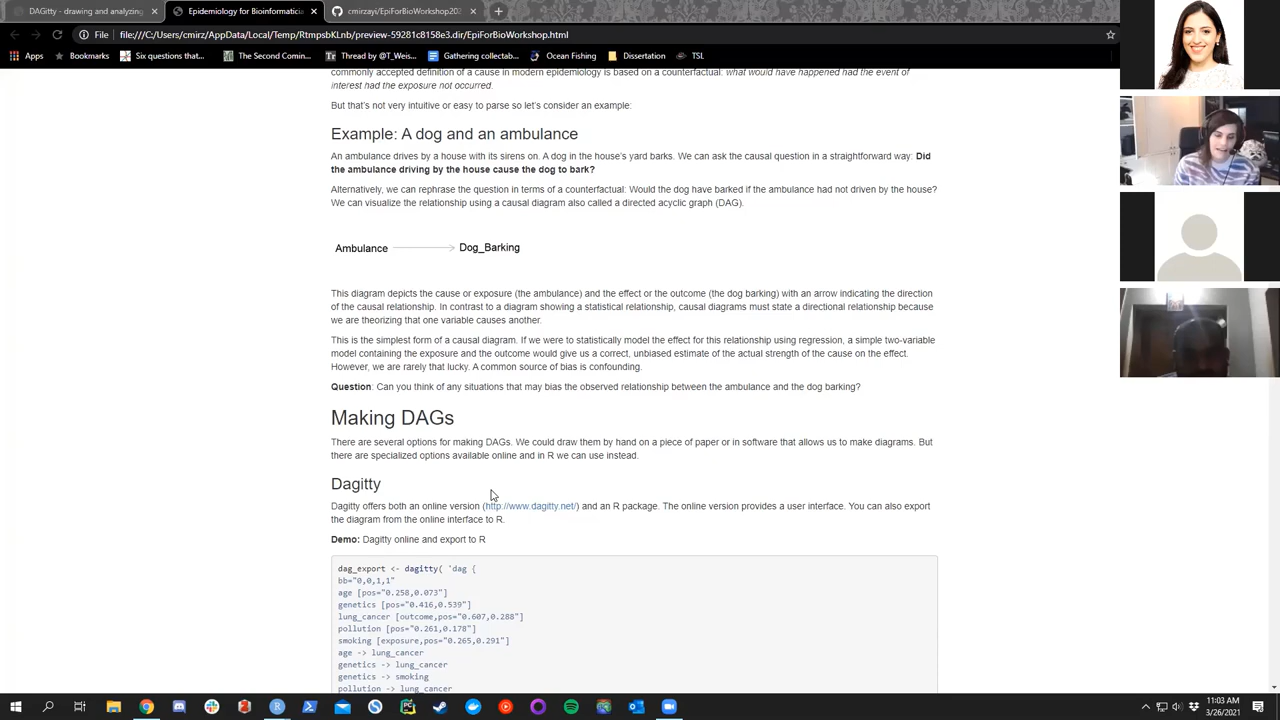 DAGitty - drawing and analyzing
Epidemiology for Bioinformatics
cmirzayi/EpiForBioWorkshop202
File
file:///C:/Users/cmirz/AppData/Local/Temp/RtmpsbKLnb/preview-59281c8158e3.dir/EpiForBioWorkshop.html
Apps
Bookmarks
Six questions that...
The Second Comin...
Thread by @T_Weis...
Gathering collectab...
Ocean Fishing
Dissertation
TSL
commonly accepted definition of a cause in modern epidemiology is based on a counterfactual: what would have happened had the event of
interest had the exposure not occurred.
But that's not very intuitive or easy to parse so let's consider an example:
Example: A dog and an ambulance
An ambulance drives by a house with its sirens on. A dog in the house's yard barks. We can ask the causal question in a straightforward way: Did
the ambulance driving by the house cause the dog to bark?
Alternatively, we can rephrase the question in terms of a counterfactual: Would the dog have barked if the ambulance had not driven by the house?
We can visualize the relationship using a causal diagram also called a directed acyclic graph (DAG).
Ambulance
Dog_Barking
This diagram depicts the cause or exposure (the ambulance) and the effect or the outcome (the dog barking) with an arrow indicating the direction
of the causal relationship. In contrast to a diagram showing a statistical relationship, causal diagrams must state a directional relationship because
we are theorizing that one variable causes another.
This is the simplest form of a causal diagram. If we were to statistically model the effect for this relationship using regression, a simple two-variable
model containing the exposure and the outcome would give us a correct, unbiased estimate of the actual strength of the cause on the effect.
However, we are rarely that lucky. A common source of bias is confounding.
Question: Can you think of any situations that may bias the observed relationship between the ambulance and the dog barking?
Making DAGs
There are several options for making DAGs. We could draw them by hand on a piece of paper or in software that allows us to make diagrams. But
there are specialized options available online and in R we can use instead.
Dagitty
Dagitty offers both an online version (http://www.dagitty.net/) and an R package. The online version provides a user interface. You can also export
the diagram from the online interface to R.
Demo: Dagitty online and export to R
dag_export <- dagitty( 'dag {
bb="0,0,1,1"
age [pos="0.258,0.073"]
genetics [pos="0.416,0.539"]
lung_cancer [outcome,pos="0.607,0.288"]
pollution [pos="0.261,0.178"]
smoking [exposure,pos="0.265,0.291"]
age -> lung_cancer
genetics -> lung_cancer
genetics -> smoking
pollution -> lung_cancer
11:03 AM
3/26/2021